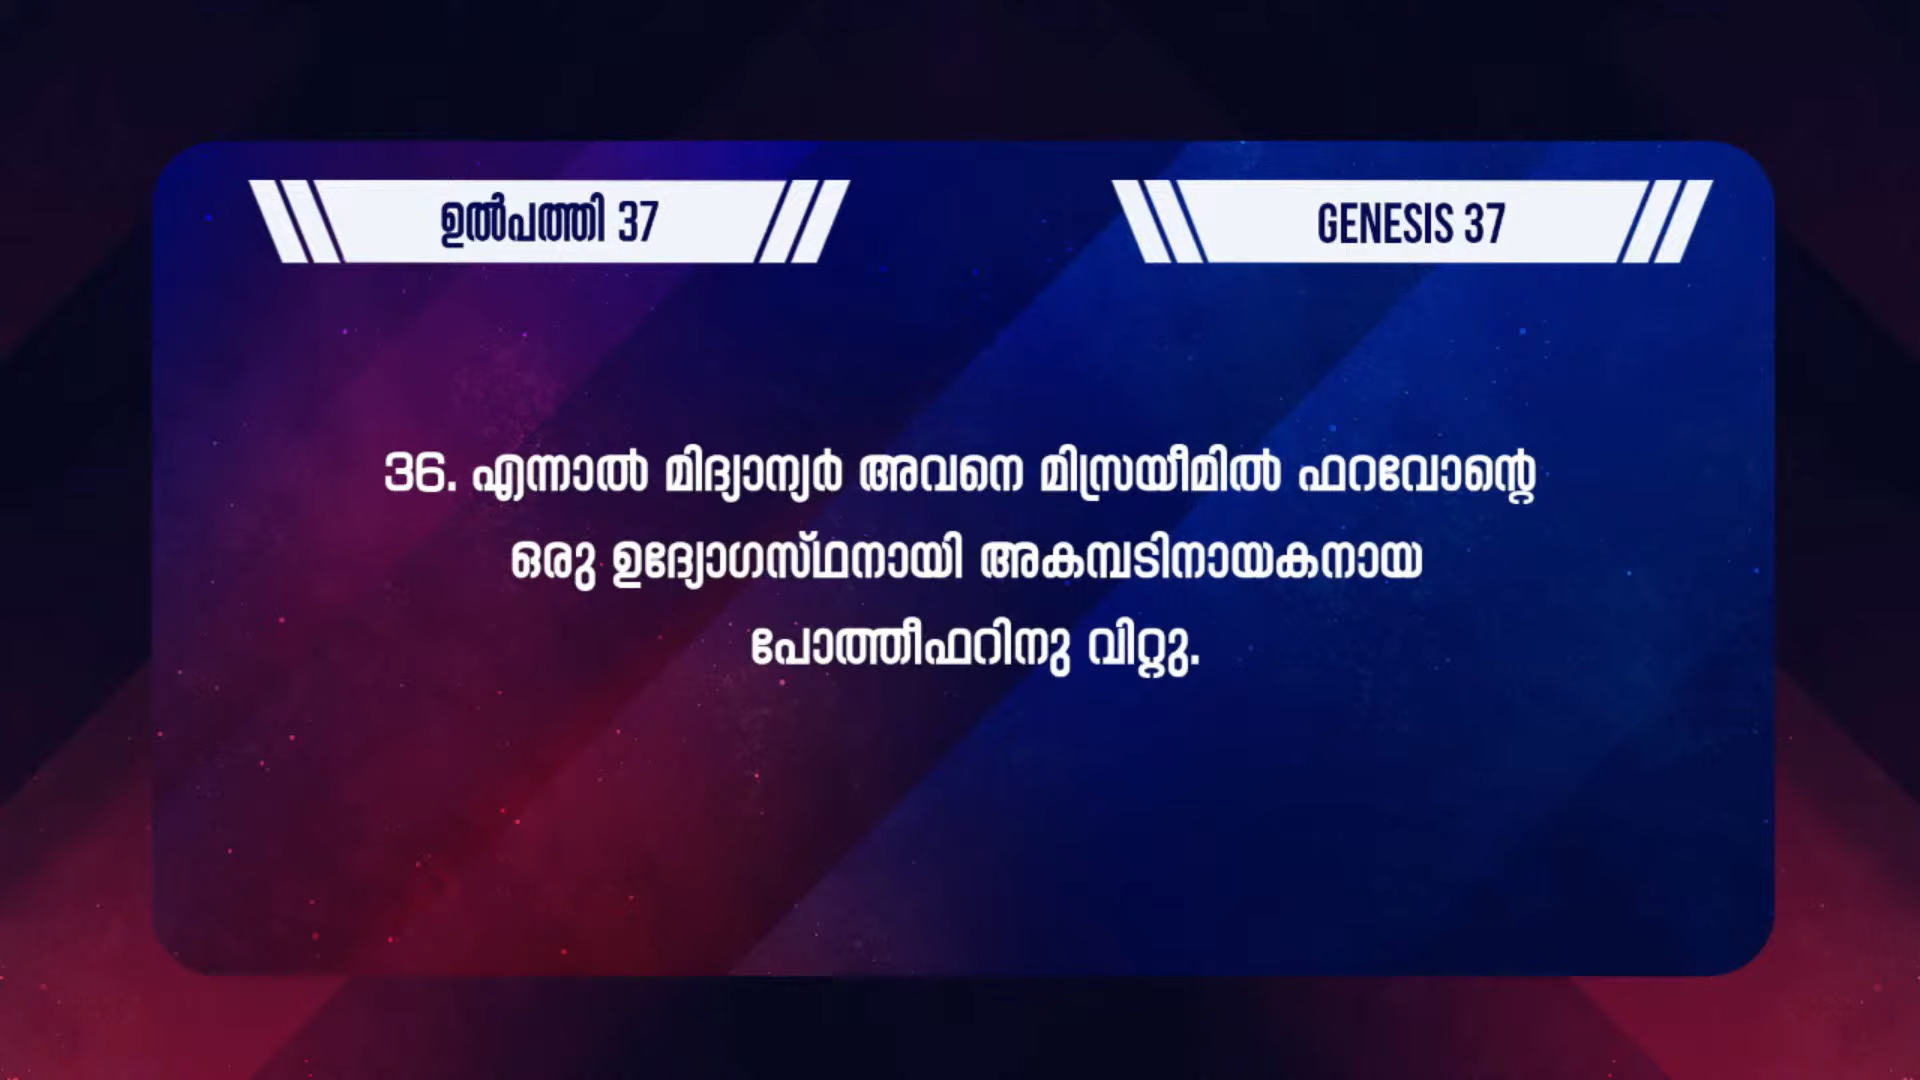 ഉൽപത്തി 37
GENESIS 37
36. എന്നാൽ മിദ്യാന്യർ അവനെ മിസ്രയീമിൽ ഫറവോന്റെ
ഒരു ഉദ്യോഗസ്ഥനായി അകമ്പടിനായകനായ
പോത്തീഫറിനു വിറ്റു.